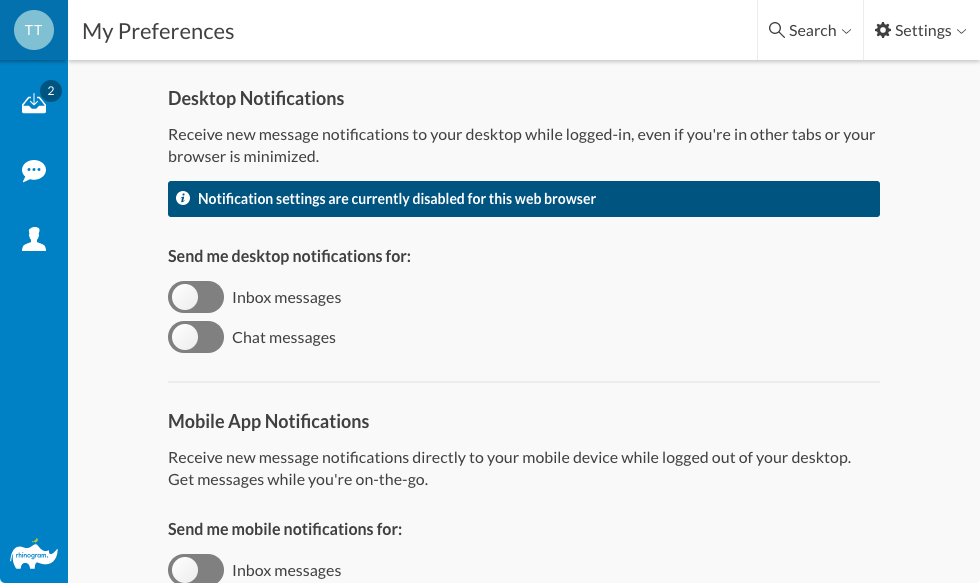 TT
My Preferences
Search
Settings
2
Desktop Notifications
Receive new message notifications to your desktop while logged-in, even if you're in other tabs or your
browser is minimized.
Notification settings are currently disabled for this web browser
Send me desktop notifications for:
Inbox messages
Chat messages
Mobile App Notifications
Receive new message notifications directly to your mobile device while logged out of your desktop.
Get messages while you're on-the-go.
Send me mobile notifications for:
Inbox messages
rhinogram